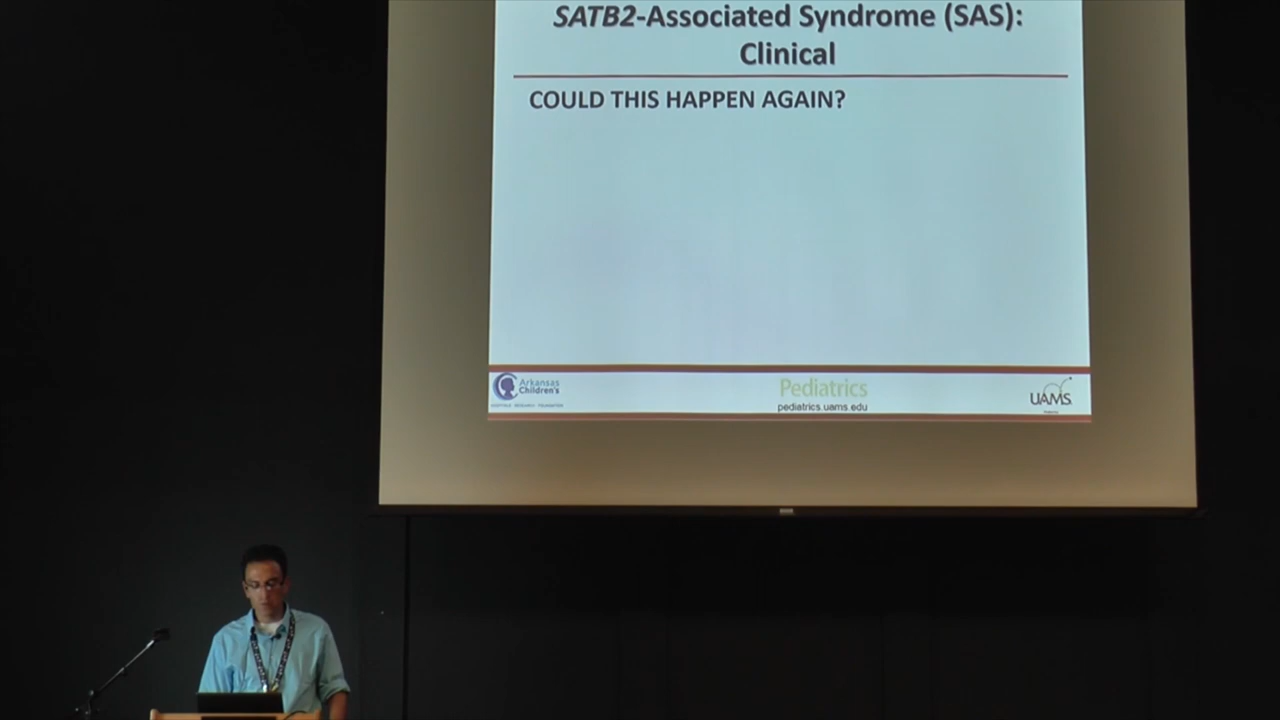 SATB2-Associated Syndrome (SAS):
Clinical
COULD THIS HAPPEN AGAIN?
Arkansas
Children's
Pediatrics
pediatrics.uams.edu
UAMS